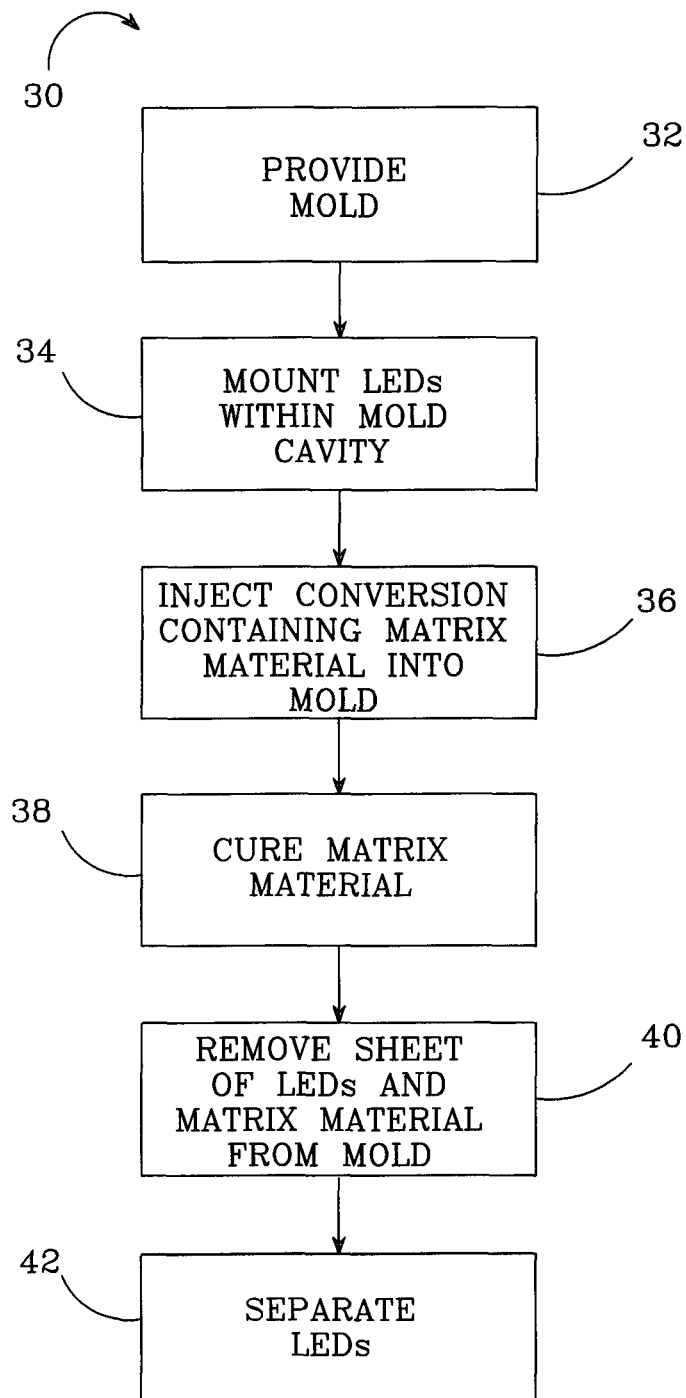 30
32
PROVIDE
MOLD
34
MOUNT LEDs
WITHIN MOLD
CAVITY
36
INJECT CONVERSION
CONTAINING MATRIX
MATERIAL INTO
MOLD
38
CURE MATRIX
MATERIAL
40
REMOVE SHEET
OF LEDs AND
MATRIX MATERIAL
FROM MOLD
42
SEPARATE
LEDs